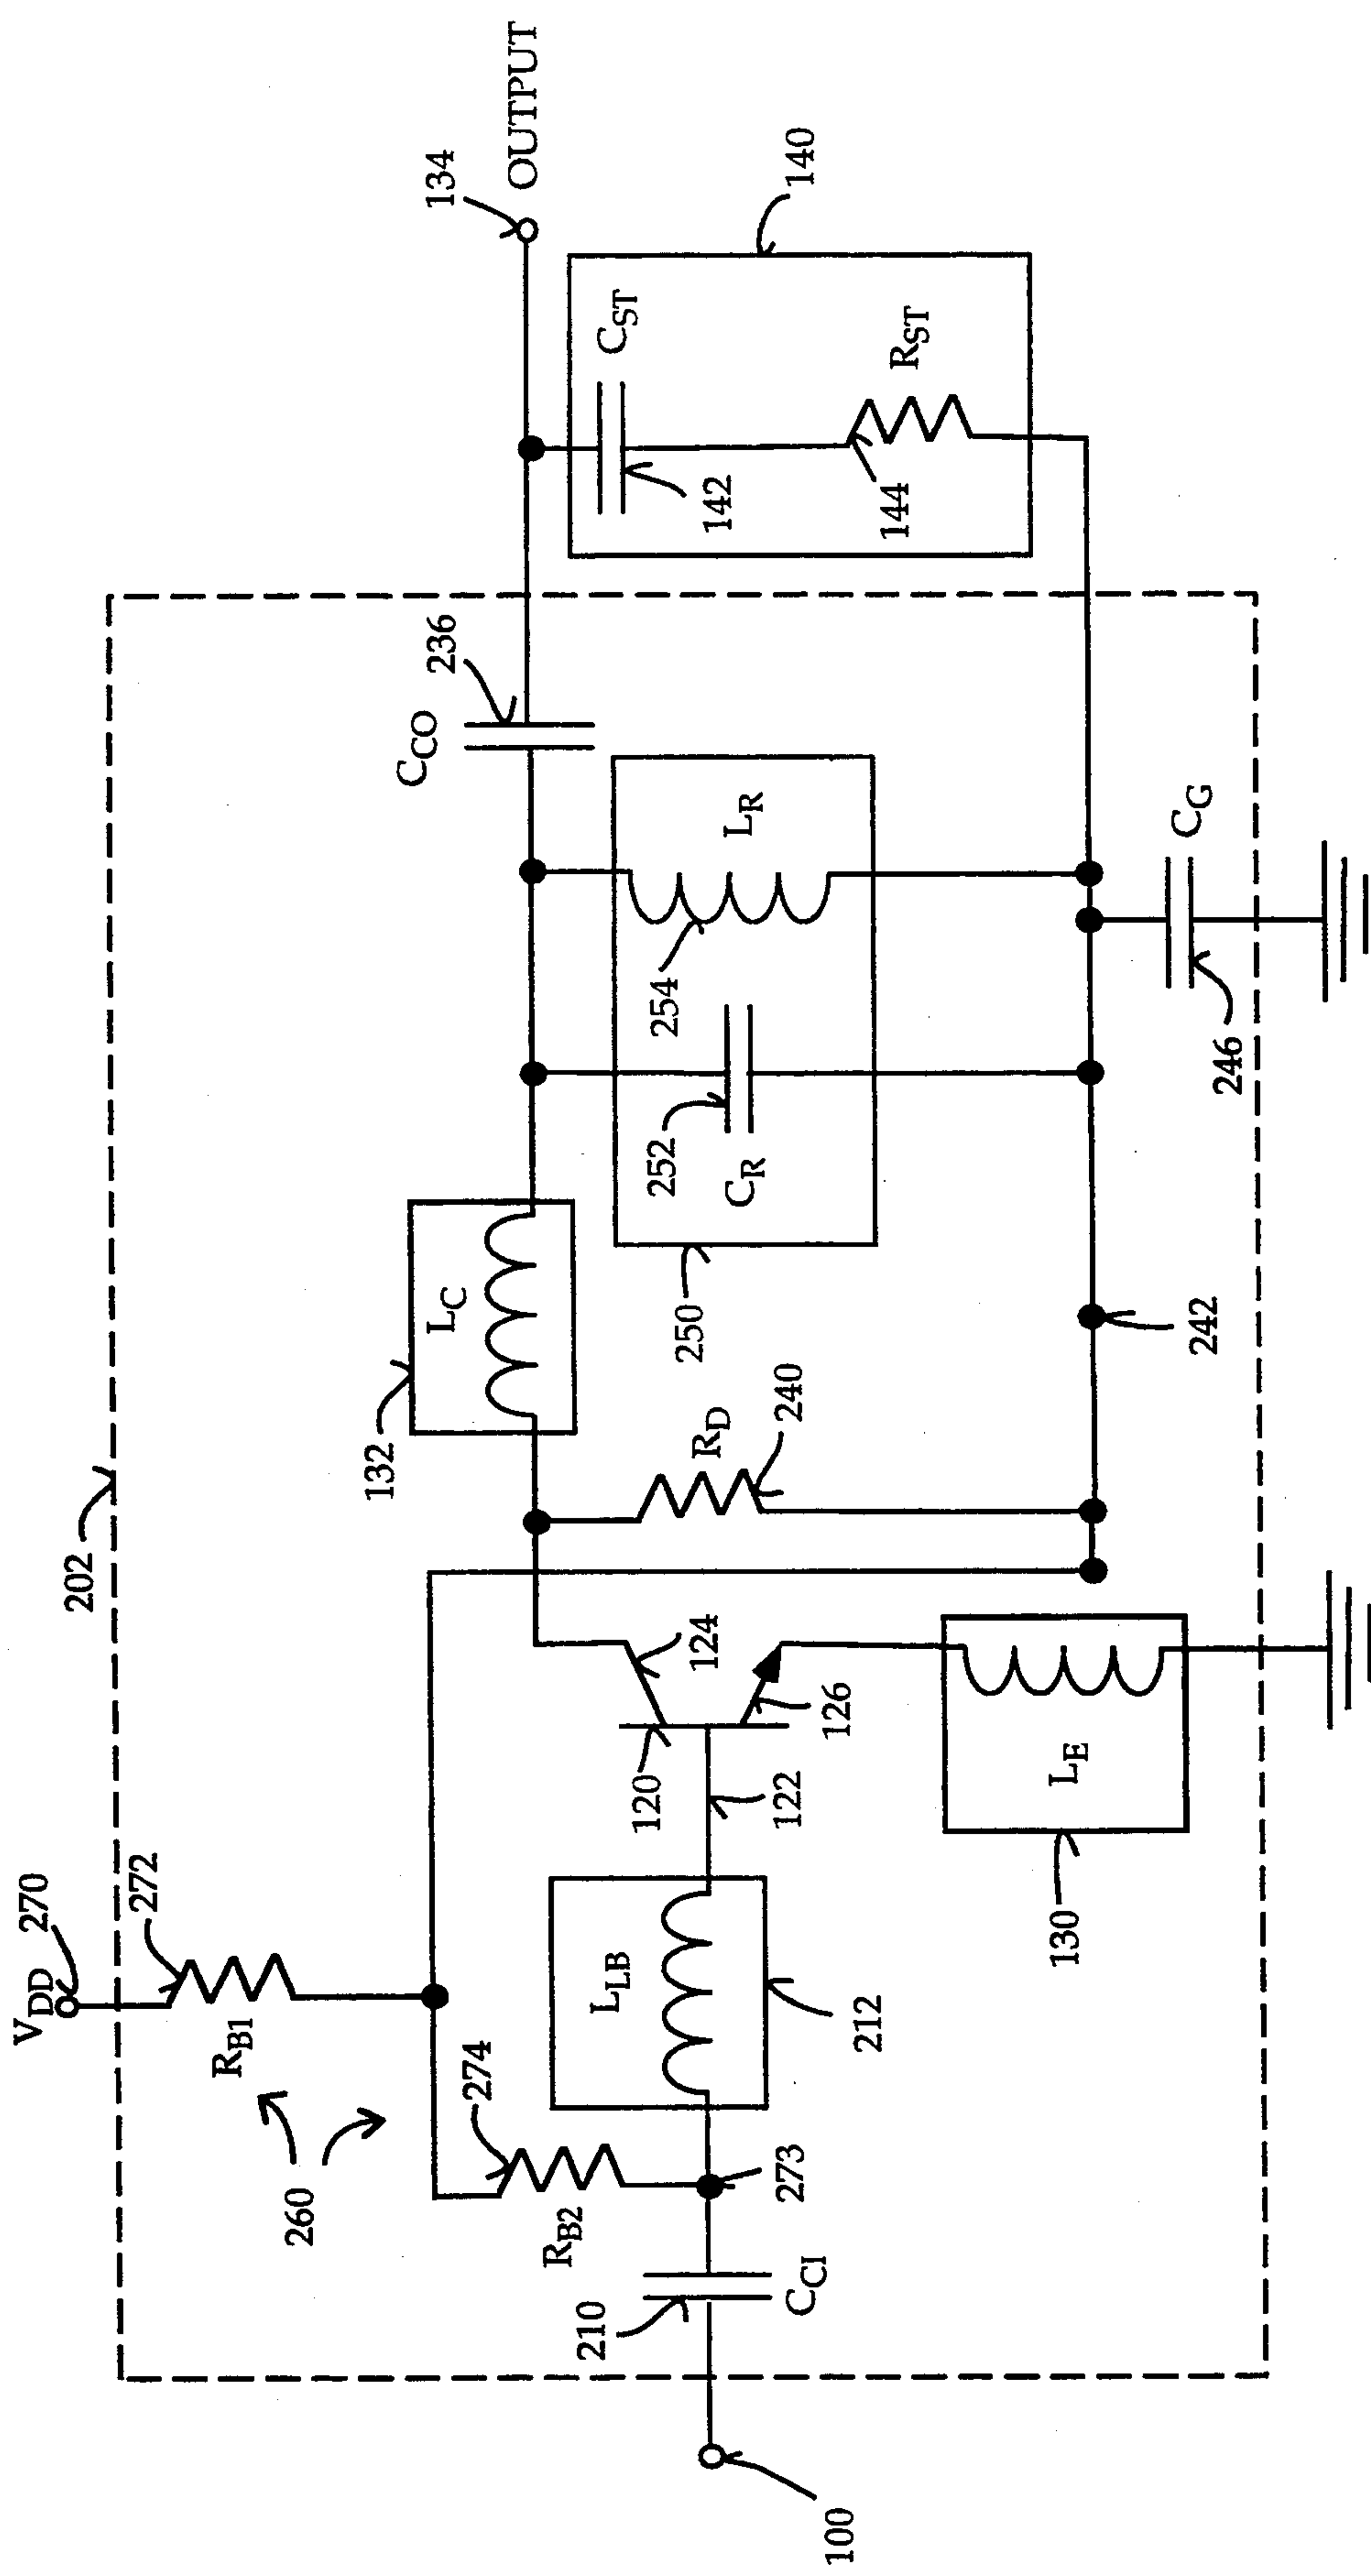 V_DD
270
272
R_B1
260
274
R_B2
273
210
C_CI
100
L_LB
212
202
120
122
124
126
L_E
130
132
L_C
R_D
240
242
250
252
C_R
254
L_R
C_CO
236
C_G
246
134
OUTPUT
140
C_ST
142
R_ST
144